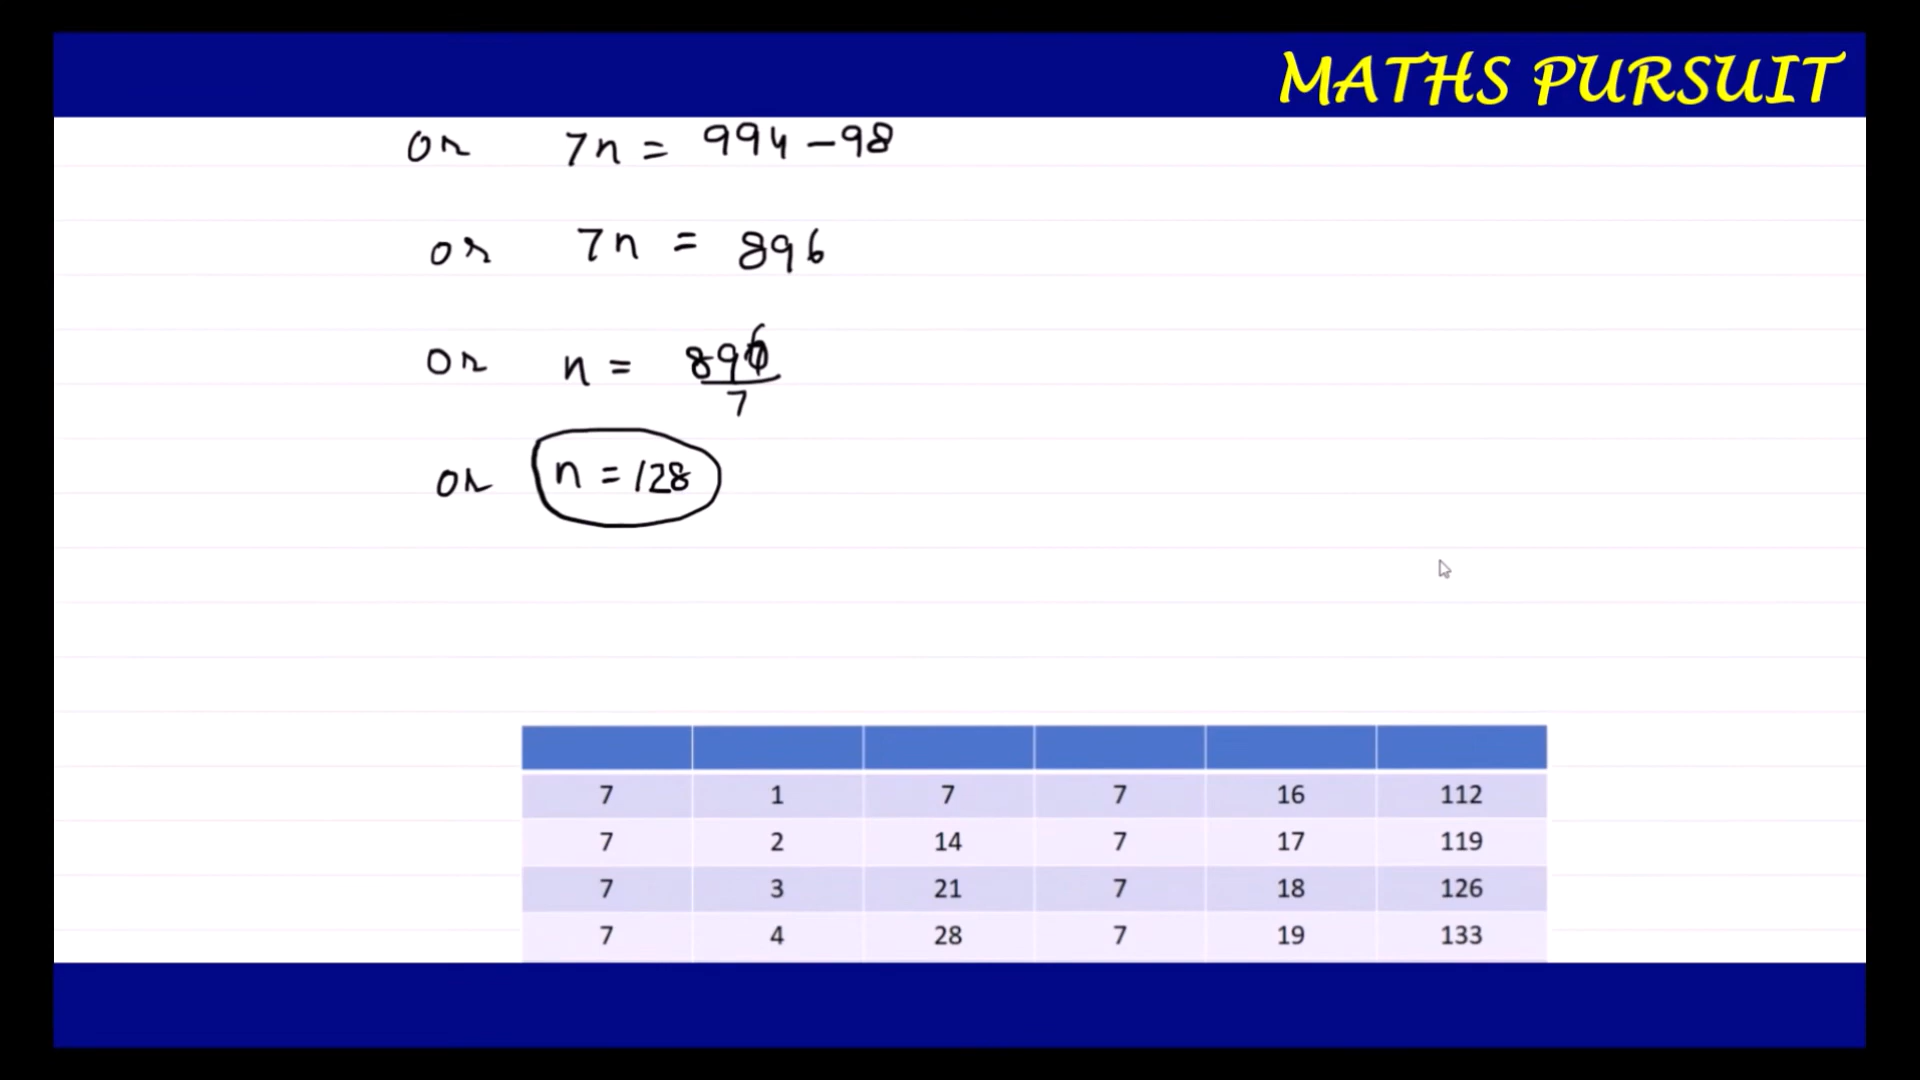 MATHS PURSUIT
or 7n = 994 - 98
or 7n = 896
or n = 896
7
or n = 128
7 1 7 7 16 112
7 2 14 7 17 119
7 3 21 7 18 126
7 4 28 7 19 133